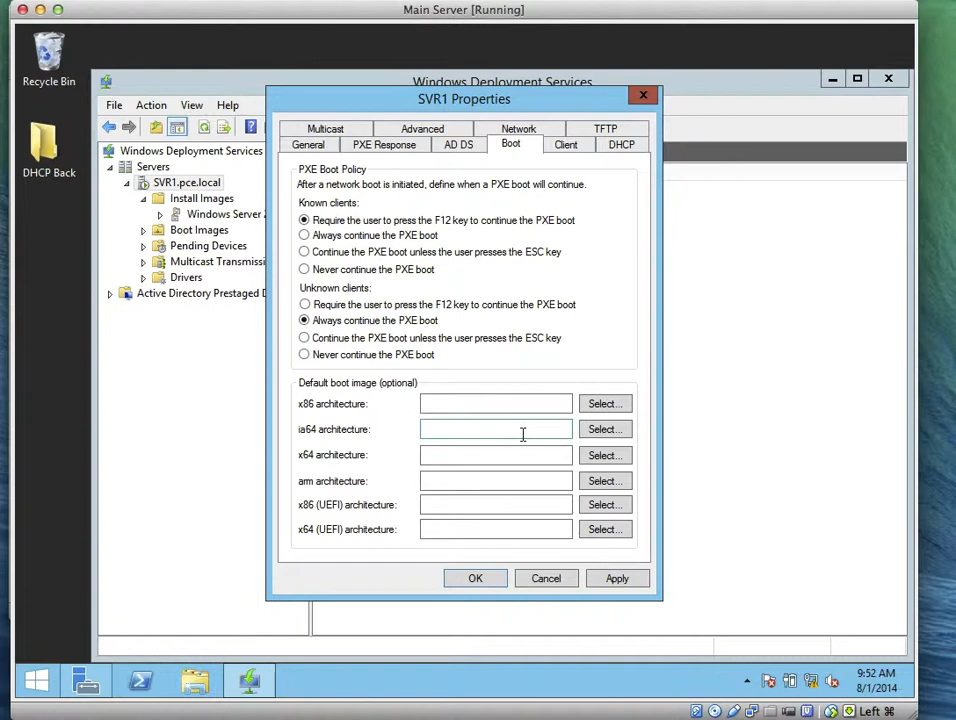 Main Server [Running]
Recycle Bin
DHCP Back
Windows Deployment Services
File Action View Help
Windows Deployment Services
Servers
SVR1.pce.local
Install Images
Windows Server
Boot Images
Pending Devices
Multicast Transmiss
Drivers
Active Directory Prestaged D
SVR1 Properties
Multicast Advanced Network TFTP
General PXE Response AD DS Boot Client DHCP
PXE Boot Policy
After a network boot is initiated, define when a PXE boot will continue.
Known clients:
Require the user to press the F12 key to continue the PXE boot
Always continue the PXE boot
Continue the PXE boot unless the user presses the ESC key
Never continue the PXE boot
Unknown clients:
Require the user to press the F12 key to continue the PXE boot
Always continue the PXE boot
Continue the PXE boot unless the user presses the ESC key
Never continue the PXE boot
Default boot image (optional)
x86 architecture: Select...
ia64 architecture: Select...
x64 architecture: Select...
arm architecture: Select...
x86 (UEFI) architecture: Select...
x64 (UEFI) architecture: Select...
OK Cancel Apply
9:52 AM
8/1/2014
Left ⌘